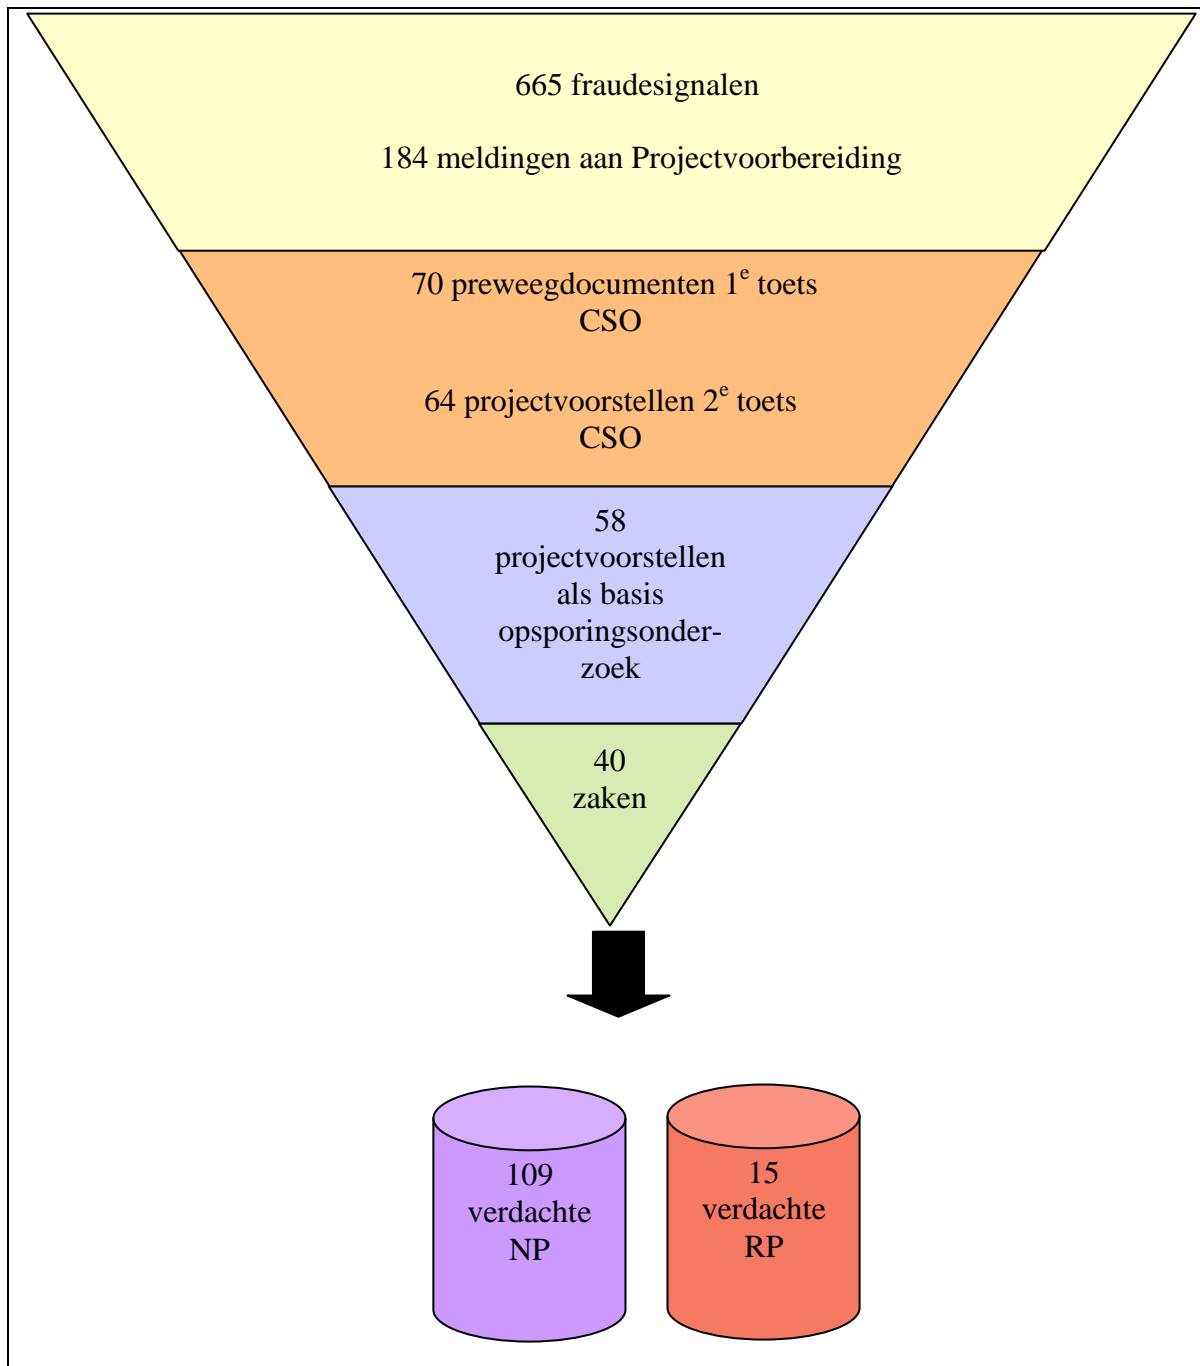 665 fraudesignalen
184 meldingen aan Projectvoorbereiding
70 preweegdocumenten 1e toets
CSO
64 projectvoorstellen 2e toets
CSO
58
projectvoorstellen
als basis
opsporingsonder-
zoek
40
zaken
109
verdachte
NP
15
verdachte
RP